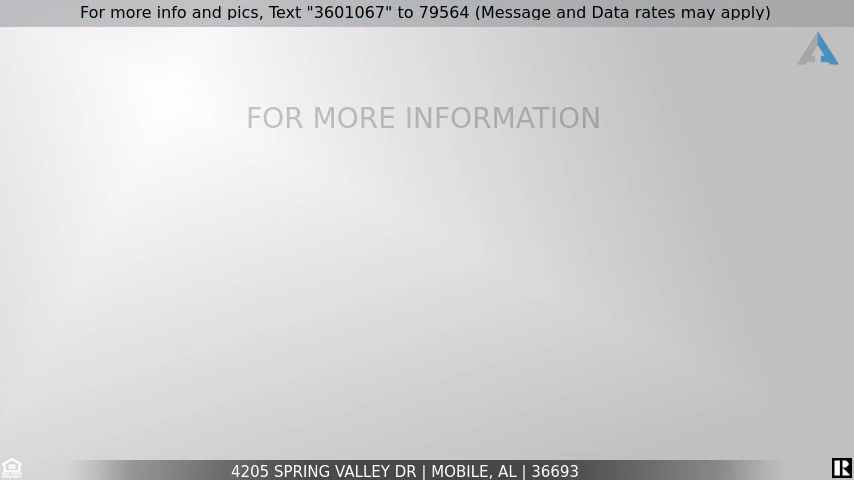 For more info and pics, Text "3601067" to 79564 (Message and Data rates may apply)
FOR MORE INFORMATION
4205 SPRING VALLEY DR | MOBILE, AL | 36693